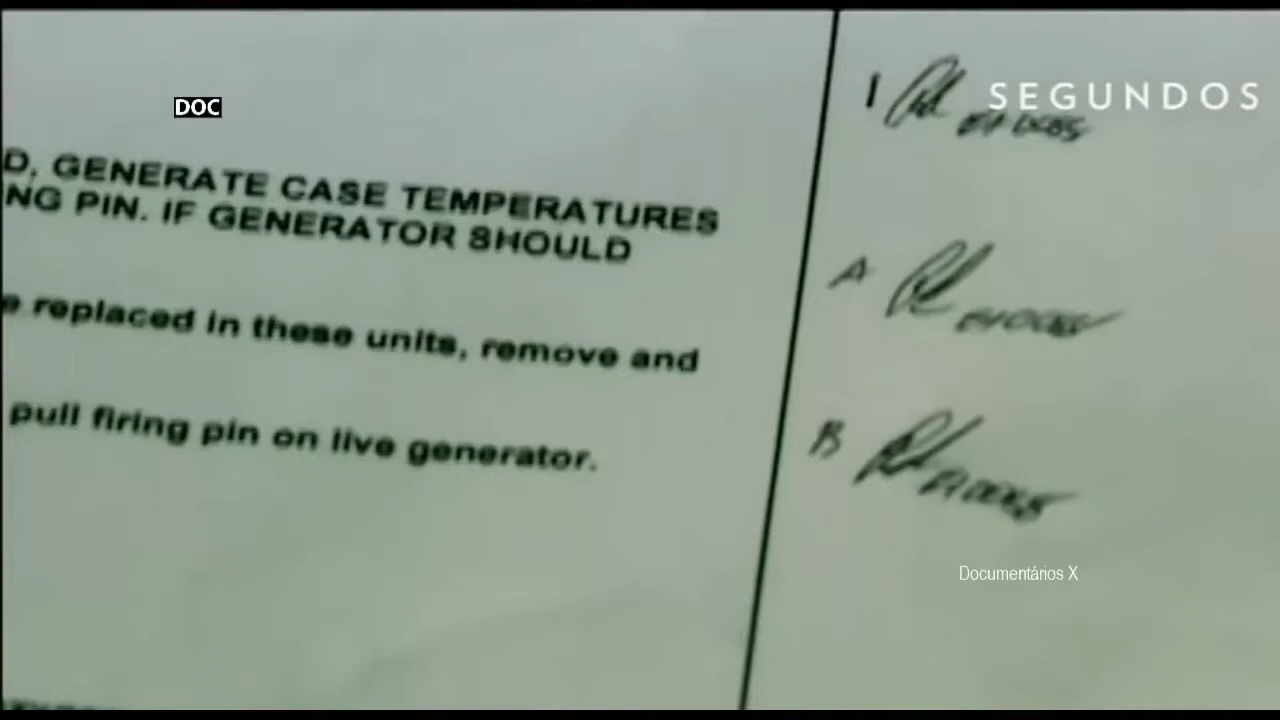 DOC
SEGUNDOS
D, GENERATE CASE TEMPERATURES
NG PIN. IF GENERATOR SHOULD
e replaced in these units, remove and
pull firing pin on live generator.
I
A
B
Documentários X